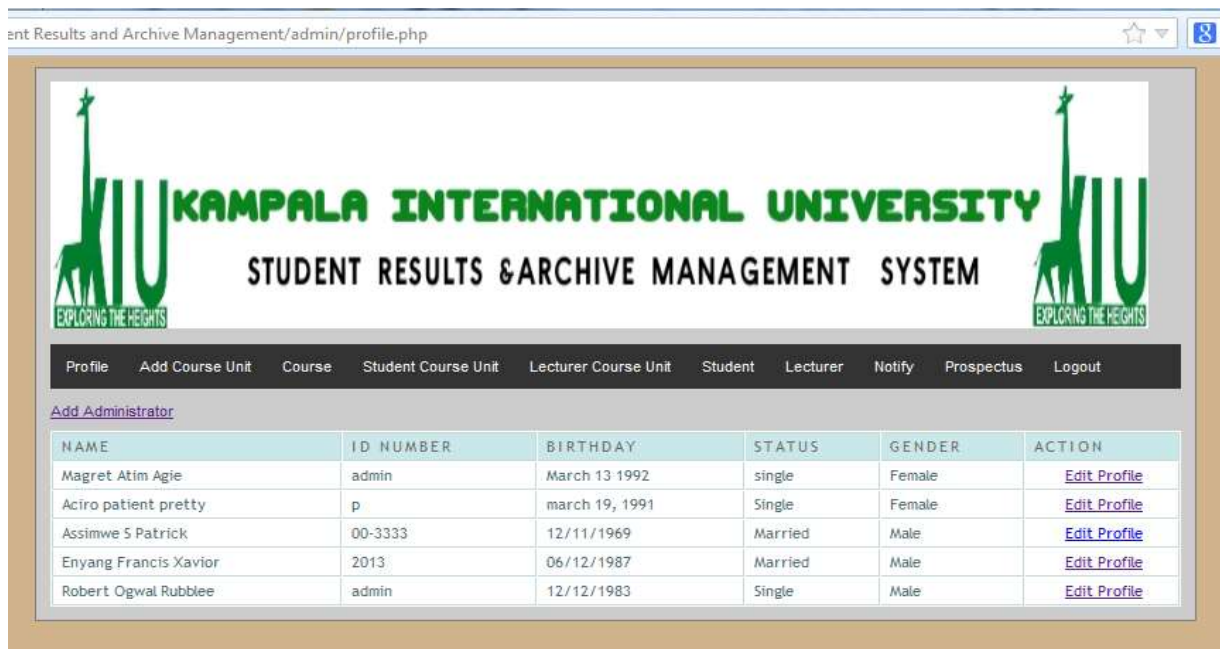 ent Results and Archive Management/admin/profile.php
8
KIU KAMPALA INTERNATIONAL UNIVERSITY KIU
STUDENT RESULTS &ARCHIVE MANAGEMENT SYSTEM
EXPLORING THE HEIGHTS EXPLORING THE HEIGHTS
Profile Add Course Unit Course Student Course Unit Lecturer Course Unit Student Lecturer Notify Prospectus Logout
Add Administrator
NAME ID NUMBER BIRTHDAY STATUS GENDER ACTION
Magret Atim Agie admin March 13 1992 single Female Edit Profile
Aciro patient pretty p march 19, 1991 Single Female Edit Profile
Assimwe S Patrick 00-3333 12/11/1969 Married Male Edit Profile
Enyang Francis Xavior 2013 06/12/1987 Married Male Edit Profile
Robert Ogwal Rubblee admin 12/12/1983 Single Male Edit Profile